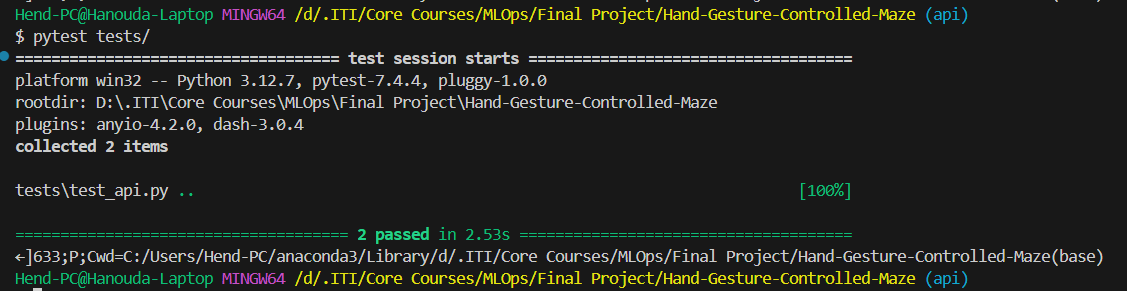 Hend-PC@Hanouda-Laptop MINGW64 /d/.ITI/Core Courses/MLOps/Final Project/Hand-Gesture-Controlled-Maze (api)
$ pytest tests/
================================== test session starts ==================================
platform win32 -- Python 3.12.7, pytest-7.4.4, pluggy-1.0.0
rootdir: D:\.ITI\Core Courses\MLOps\Final Project\Hand-Gesture-Controlled-Maze
plugins: anyio-4.2.0, dash-3.0.4
collected 2 items
tests\test_api.py .. [100%]
=================================== 2 passed in 2.53s ===================================
←]633;P;Cwd=C:/Users/Hend-PC/anaconda3/Library/d/.ITI/Core Courses/MLOps/Final Project/Hand-Gesture-Controlled-Maze(base)
Hend-PC@Hanouda-Laptop MINGW64 /d/.ITI/Core Courses/MLOps/Final Project/Hand-Gesture-Controlled-Maze (api)